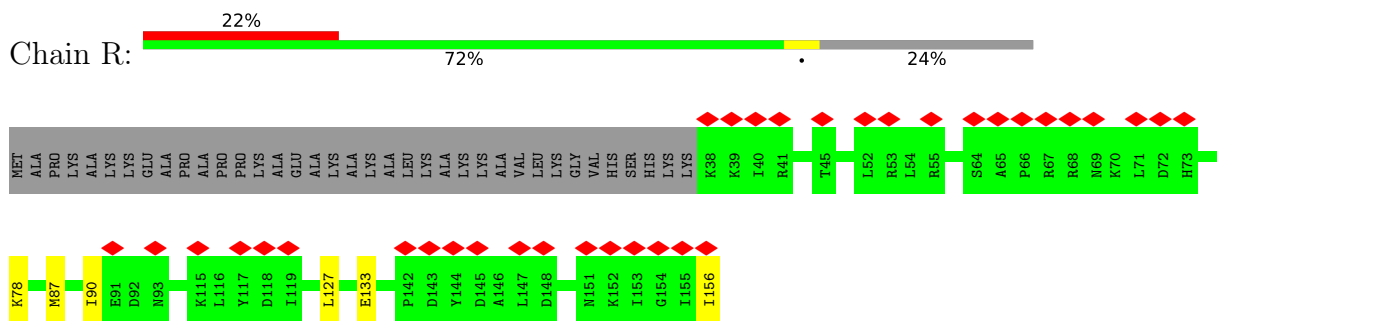 22%
Chain R:
72% • 24%
MET ALA PRO LYS ALA LYS LYS GLU ALA PRO ALA PRO PRO LYS ALA GLU ALA LYS ALA LYS ALA LEU LYS ALA LYS LYS ALA VAL LEU LYS GLY VAL HIS SER HIS LYS LYS K38 K39 I40 R41 T45 L52 R53 L54 R55 S64 A65 P66 R67 R68 N69 K70 L71 D72 H73
K78 M87 I90 E91 D92 N93 K115 L116 Y117 D118 I119 L127 E133 P142 D143 Y144 D145 A146 L147 D148 N151 K152 I153 G154 I155 I156